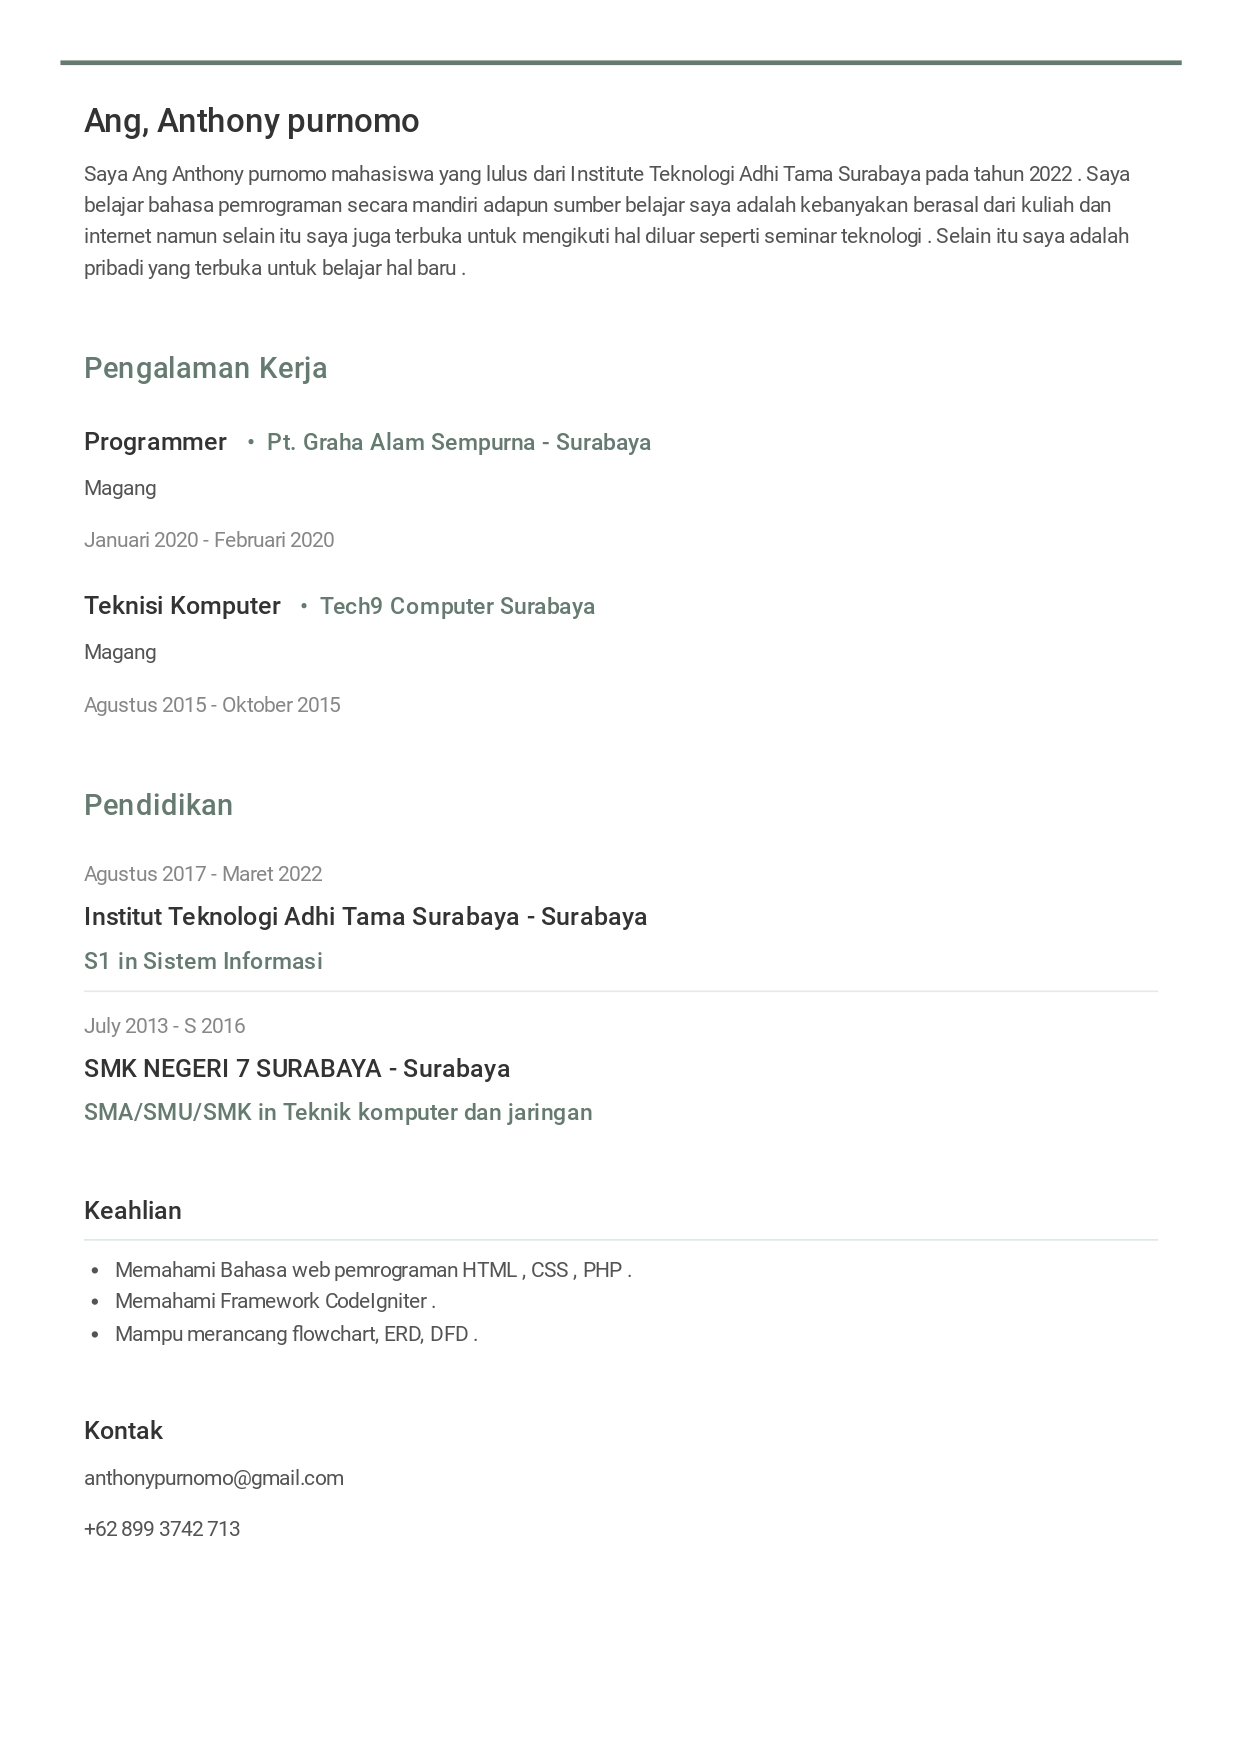 Ang, Anthony purnomo
Saya Ang Anthony purnomo mahasiswa yang lulus dari Institute Teknologi Adhi Tama Surabaya pada tahun 2022 . Saya
belajar bahasa pemrograman secara mandiri adapun sumber belajar saya adalah kebanyakan berasal dari kuliah dan
internet namun selain itu saya juga terbuka untuk mengikuti hal diluar seperti seminar teknologi . Selain itu saya adalah
pribadi yang terbuka untuk belajar hal baru .
Pengalaman Kerja
Programmer • Pt. Graha Alam Sempurna - Surabaya
Magang
Januari 2020 - Februari 2020
Teknisi Komputer • Tech9 Computer Surabaya
Magang
Agustus 2015 - Oktober 2015
Pendidikan
Agustus 2017 - Maret 2022
Institut Teknologi Adhi Tama Surabaya - Surabaya
S1 in Sistem Informasi
July 2013 - S 2016
SMK NEGERI 7 SURABAYA - Surabaya
SMA/SMU/SMK in Teknik komputer dan jaringan
Keahlian
• Memahami Bahasa web pemrograman HTML , CSS , PHP .
• Memahami Framework CodeIgniter .
• Mampu merancang flowchart, ERD, DFD .
Kontak
anthonypurnomo@gmail.com
+62 899 3742 713